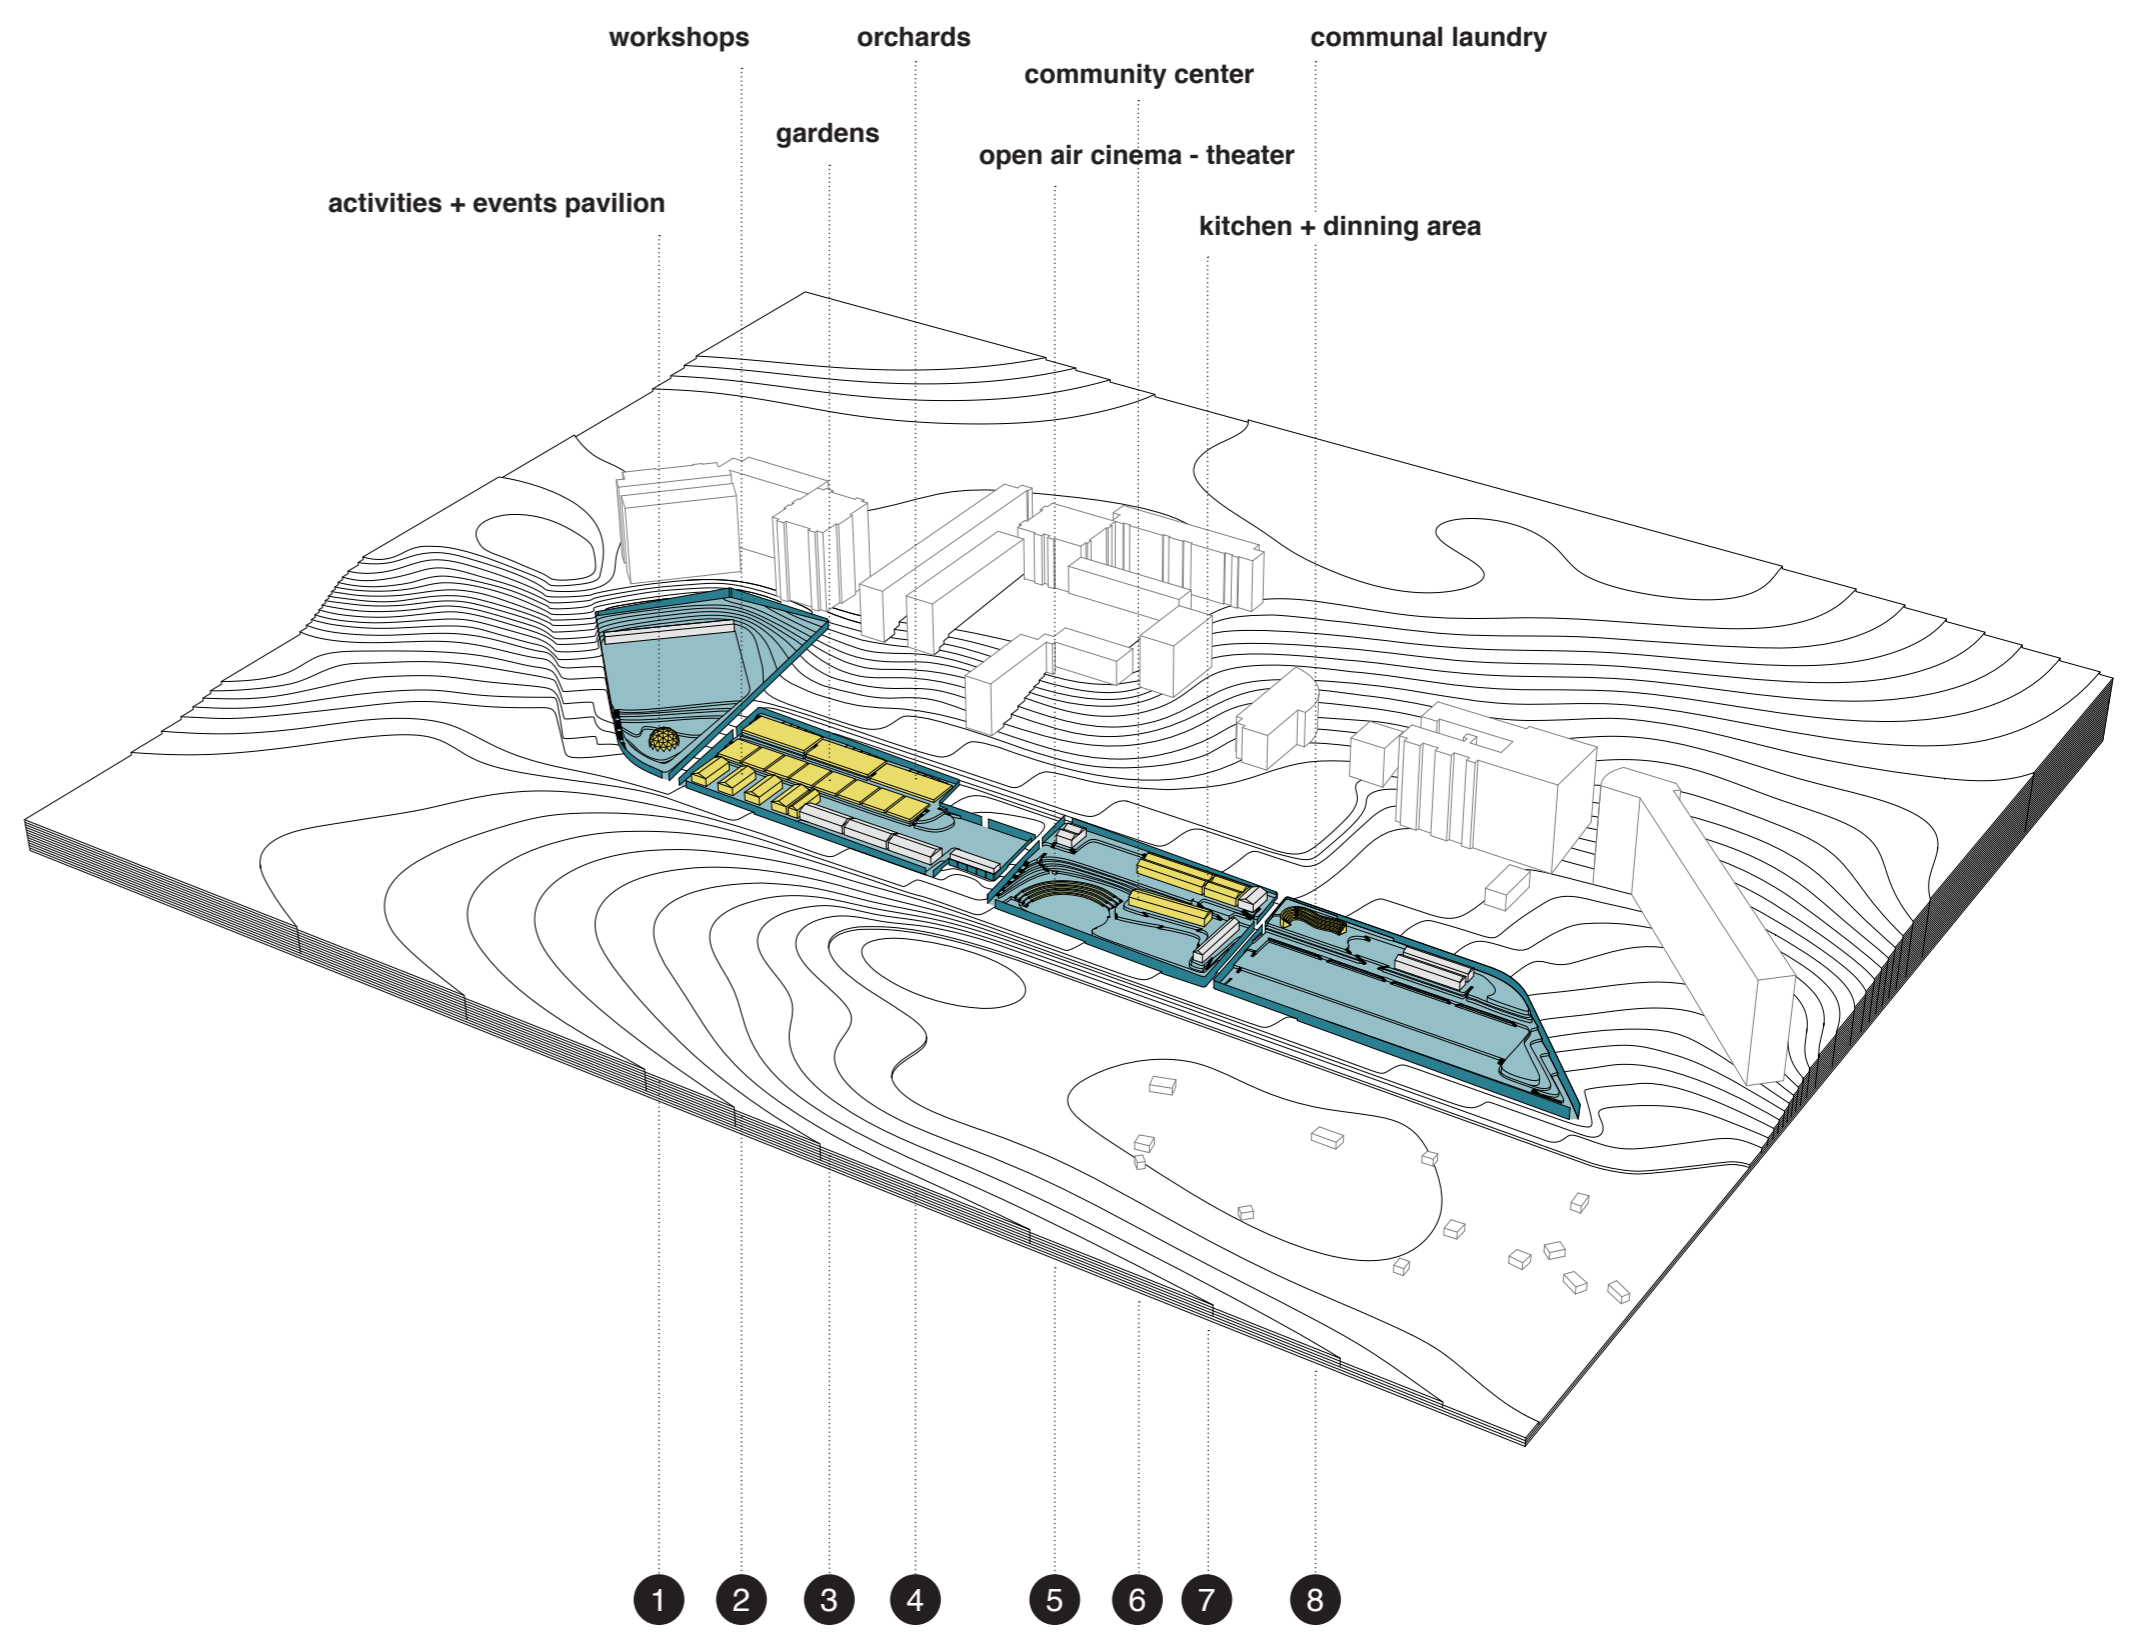 workshops
orchards
communal laundry
community center
gardens
open air cinema - theater
activities + events pavilion
kitchen + dinning area
1
2
3
4
5
6
7
8